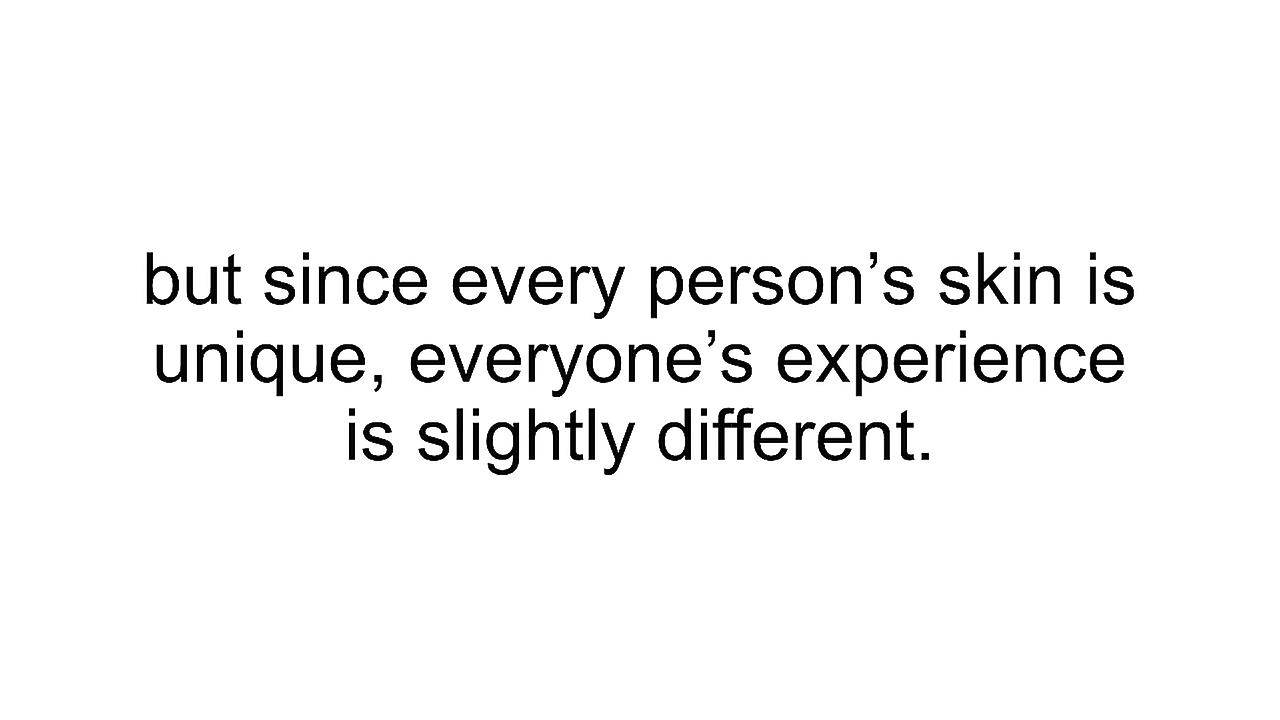 but since every person’s skin is
unique, everyone’s experience
is slightly different.